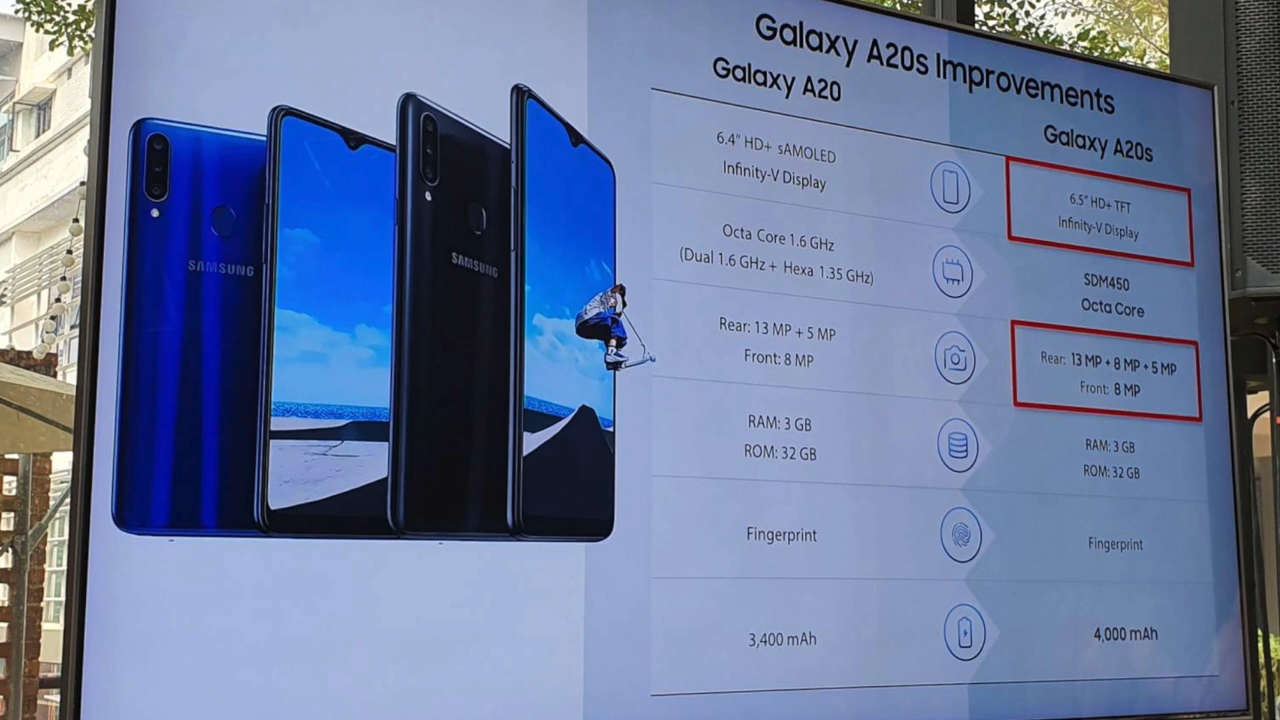 Galaxy A20s Improvements
Galaxy A20
Galaxy A20s
6.4" HD+ sAMOLED
Infinity-V Display
6.5" HD+ TFT
Infinity-V Display
Octa Core 1.6 GHz
(Dual 1.6 GHz + Hexa 1.35 GHz)
SDM450
Octa Core
Rear: 13 MP + 5 MP
Front: 8 MP
Rear: 13 MP + 8 MP + 5 MP
Front: 8 MP
RAM: 3 GB
ROM: 32 GB
RAM: 3 GB
ROM: 32 GB
Fingerprint
Fingerprint
3,400 mAh
4,000 mAh
SAMSUNG
SAMSUNG